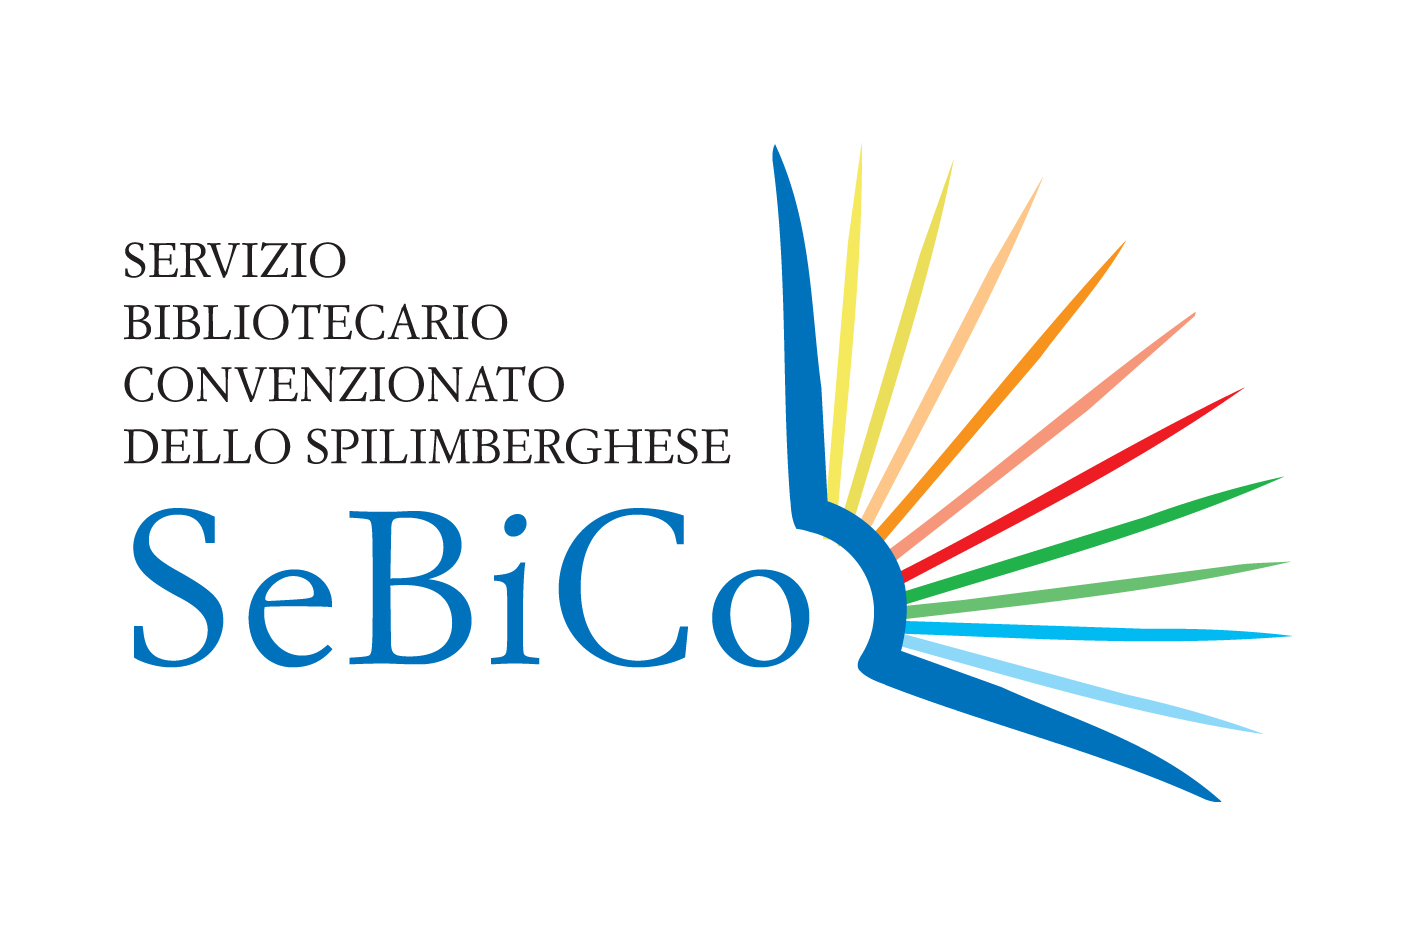 SERVIZIO
BIBLIOTECARIO
CONVENZIONATO
DELLO SPILIMBERGHESE
SeBiCo